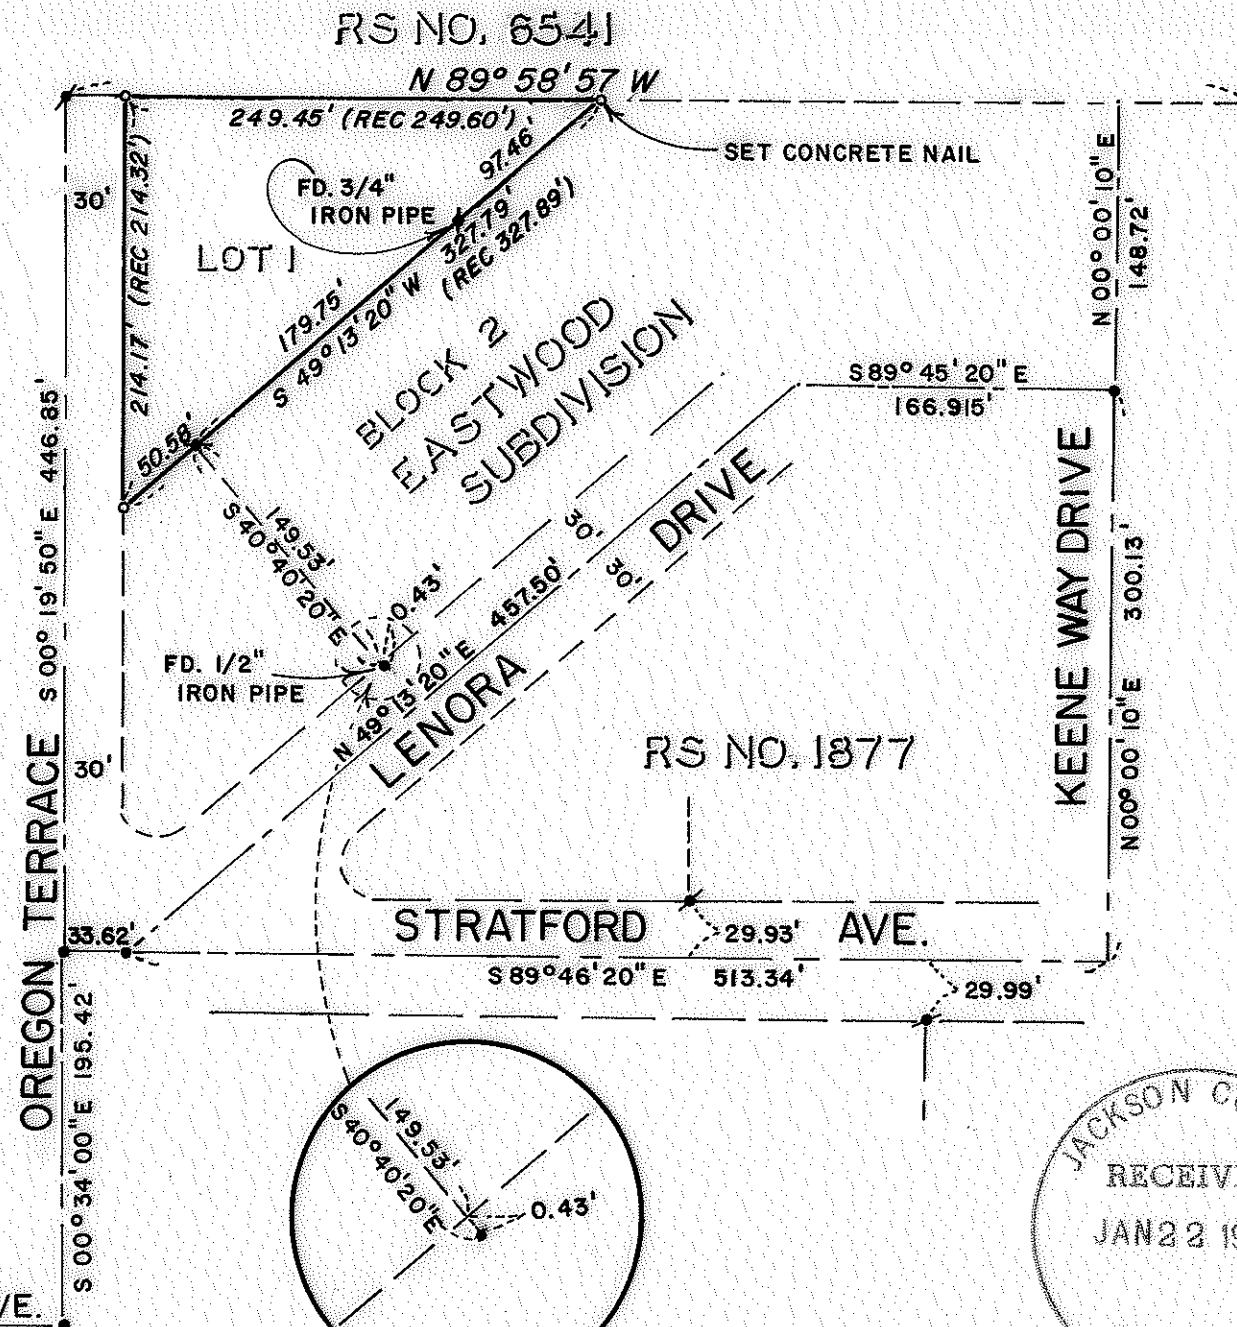 RS NO. 6541
N 89° 58' 57 W
249.45' (REC 249.60')
SET CONCRETE NAIL
97.46'
FD. 3/4"
IRON PIPE
30'
214.17' (REC 214.32')
LOT 1
327.79'
(REC 327.89')
179.75'
S 49° 13' 20" W
N 00° 00' 10" E
148.72'
BLOCK 2
EASTWOOD
SUBDIVISION
S 89° 45' 20" E
166.915'
50.58'
149.53'
S 40° 40' 20" E
S 00° 19' 50" E 446.85'
30'
30'
0.43'
FD. 1/2"
IRON PIPE
N 49° 13' 20" E 457.50'
LENORA DRIVE
KEENE WAY DRIVE
N 00° 00' 10" E 300.13'
RS NO. 1877
30'
OREGON TERRACE
33.62'
STRATFORD AVE.
29.93'
S 89° 46' 20" E 513.34'
29.99'
S 00° 34' 00" E 195.42'
149.53'
S 40° 40' 20" E
0.43'
JACKSON
RECEIV
JAN 22 19
VE.